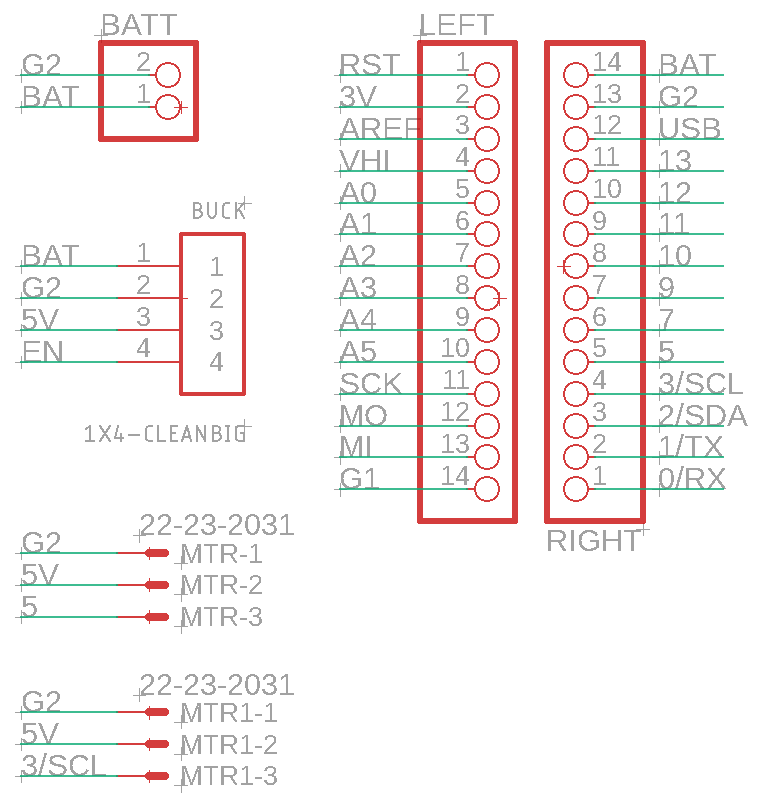 BATT
G2 2
BAT 1
BUCK
BAT 1 1
G2 2 2
5V 3 3
EN 4 4
1X4-CLEANBIG
22-23-2031
G2 MTR-1
5V MTR-2
5 MTR-3
22-23-2031
G2 MTR1-1
5V MTR1-2
3/SCL MTR1-3
LEFT
RST 1
3V 2
AREF 3
VHI 4
A0 5
A1 6
A2 7
A3 8
A4 9
A5 10
SCK 11
MO 12
MI 13
G1 14
14 BAT
13 G2
12 USB
11 13
10 12
9 11
8 10
7 9
6 7
5 5
4 3/SCL
3 2/SDA
2 1/TX
1 0/RX
RIGHT